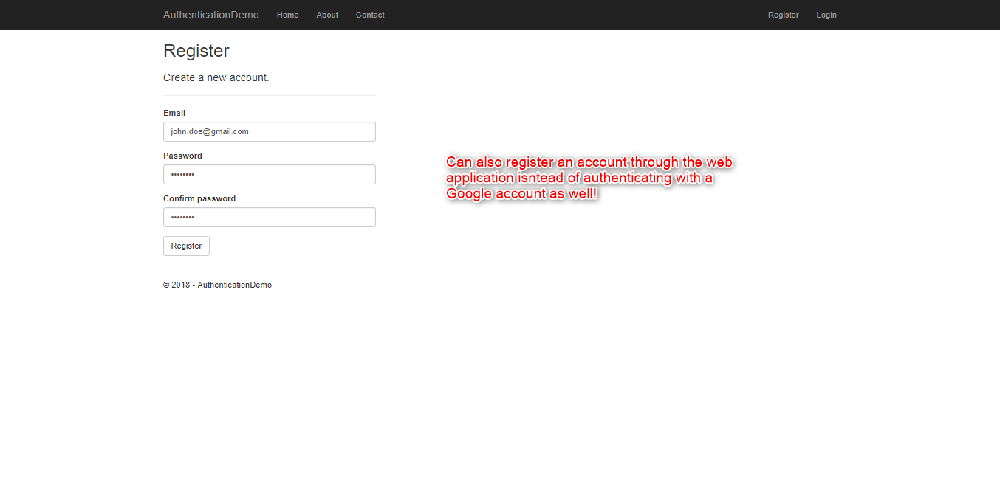 AuthenticationDemo Home About Contact Register Login
Register
Create a new account.
Email
john.doe@gmail.com
Password
••••••••
Confirm password
••••••••
Register
© 2018 - AuthenticationDemo
Can also register an account through the web
application isntead of authenticating with a
Google account as well!